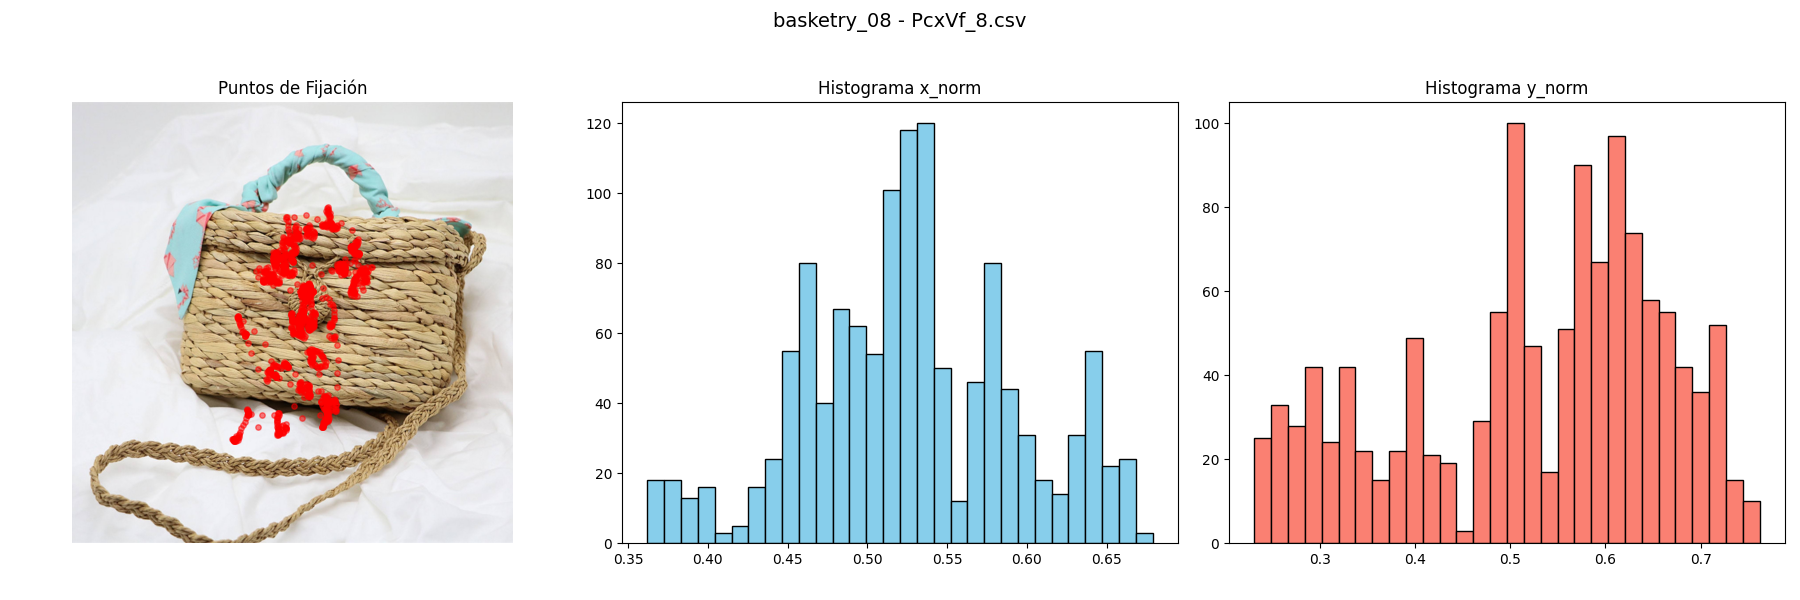 basketry_08 - PcxVf_8.csv
Puntos de Fijación
Histograma x_norm
Histograma y_norm
120
100
80
60
40
20
0
0.35 0.40 0.45 0.50 0.55 0.60 0.65
100
80
60
40
20
0
0.3 0.4 0.5 0.6 0.7